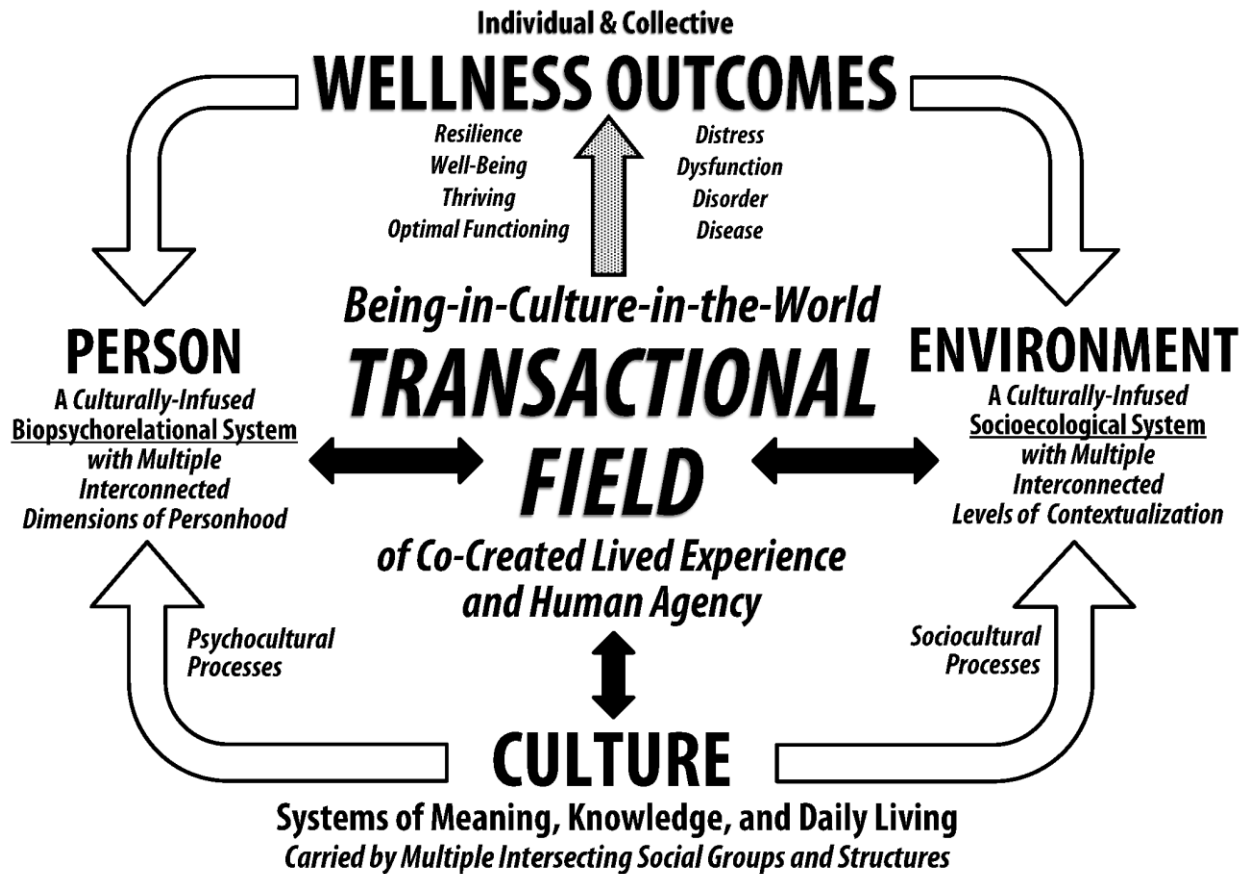 Individual & Collective
WELLNESS OUTCOMES
Resilience
Well-Being
Thriving
Optimal Functioning
Distress
Dysfunction
Disorder
Disease
PERSON
A Culturally-Infused
Biopsychorelational System
with Multiple
Interconnected
Dimensions of Personhood
Being-in-Culture-in-the-World
TRANSACTIONAL
FIELD
of Co-Created Lived Experience
and Human Agency
ENVIRONMENT
A Culturally-Infused
Socioecological System
with Multiple
Interconnected
Levels of Contextualization
Psychocultural
Processes
Sociocultural
Processes
CULTURE
Systems of Meaning, Knowledge, and Daily Living
Carried by Multiple Intersecting Social Groups and Structures